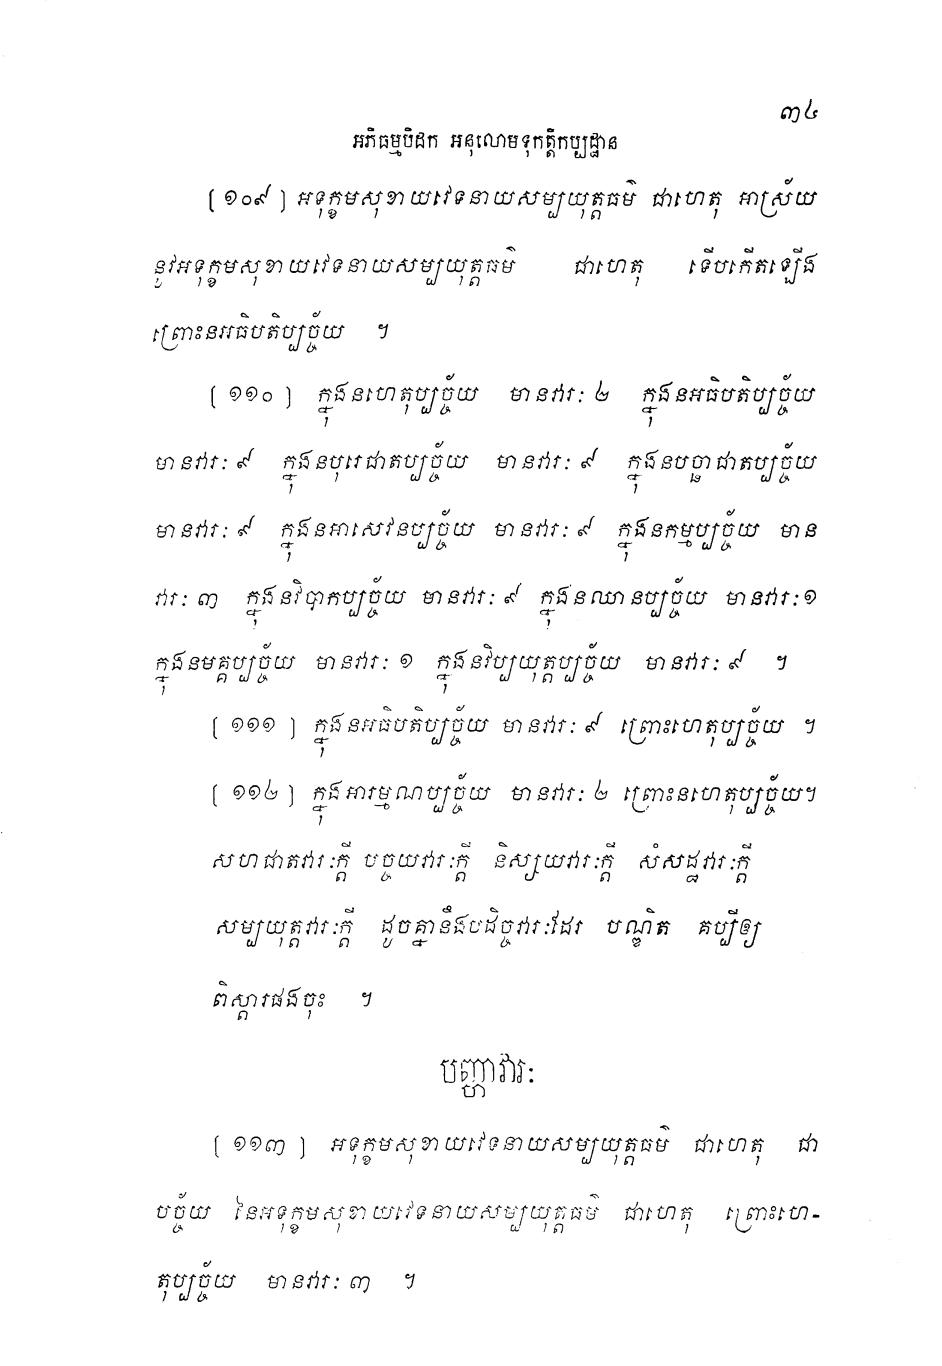 ៣៤
អភិធម្មបិដក អនុលោមទុកត្តិកប្បដ្ឋាន
[ ១០៩ ] អទុក្ខមសុខាយវេទនាយសម្បយុត្តធម៌ ជាហេតុ អាស្រ័យ
នូវអទុក្ខមសុខាយវេទនាយសម្បយុត្តធម៌ ជាហេតុ ទើបកើតឡើង
ព្រោះនអធិបតិប្បច្ច័យ ។
[ ១១០ ] ក្នុងនហេតុប្បច្ច័យ មានវារៈ ២ ក្នុងនអធិបតិប្បច្ច័យ
មានវារៈ ៩ ក្នុងនបុរេជាតប្បច្ច័យ មានវារៈ ៩ ក្នុងនបច្ឆាជាតប្បច្ច័យ
មានវារៈ ៩ ក្នុងនអាសេវនប្បច្ច័យ មានវារៈ ៩ ក្នុងនកម្មប្បច្ច័យ មាន
វារៈ ៣ ក្នុងនវិបាកប្បច្ច័យ មានវារៈ ៩ ក្នុងនឈានប្បច្ច័យ មានវារៈ ១
ក្នុងនមគ្គប្បច្ច័យ មានវារៈ ១ ក្នុងនវិប្បយុត្តប្បច្ច័យ មានវារៈ ៩ ។
[ ១១១ ] ក្នុងនអធិបតិប្បច្ច័យ មានវារៈ ៩ ព្រោះហេតុប្បច្ច័យ ។
[ ១១២ ] ក្នុងអារម្មណប្បច្ច័យ មានវារៈ ២ ព្រោះនហេតុប្បច្ច័យ។
សហជាតវារៈក្តី បច្ចយវារៈក្តី និស្សយវារៈក្តី សំសដ្ឋវារៈក្តី
សម្បយុត្តវារៈក្តី ដូចគ្នានឹងបដិច្ចវារៈដែរ បណ្ឌិត គប្បីឲ្យ
ពិស្តារផងចុះ ។
បញ្ហាវារៈ
[ ១១៣ ] អទុក្ខមសុខាយវេទនាយសម្បយុត្តធម៌ ជាហេតុ ជា
បច្ច័យ នៃអទុក្ខមសុខាយវេទនាយសម្បយុត្តធម៌ ជាហេតុ ព្រោះហេ-
តុប្បច្ច័យ មានវារៈ ៣ ។